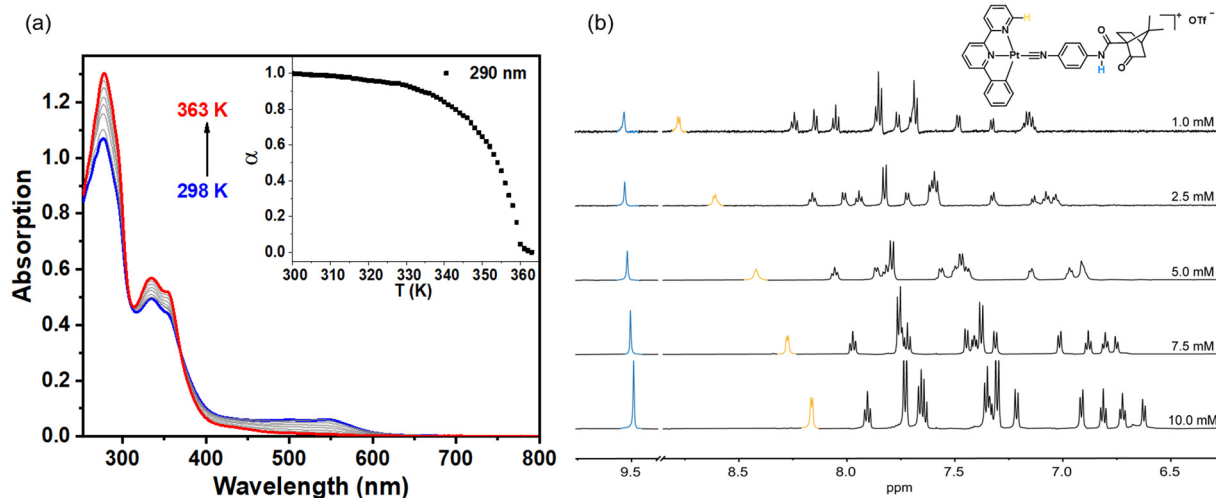 (a)
363 K
298 K
290 nm
α
1.0
0.8
0.6
0.4
0.2
0.0
300 310 320 330 340 350 360
T (K)
Absorption
1.2
1.0
0.8
0.6
0.4
0.2
0.0
300 400 500 600 700 800
Wavelength (nm)
(b)
H
N
N
Pt
N
O
N
H
O
+
OTf−
1.0 mM
2.5 mM
5.0 mM
7.5 mM
10.0 mM
9.5 8.5 8.0 7.5 7.0 6.5
ppm